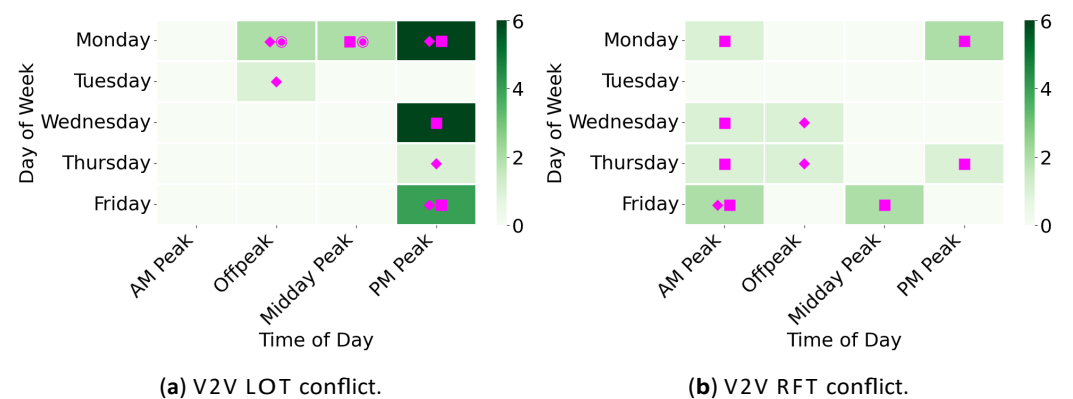 Day of Week
Monday
Tuesday
Wednesday
Thursday
Friday
AM Peak
Offpeak
Midday Peak
PM Peak
Time of Day
6
4
2
0
(a) V2V LOT conflict.
Day of Week
Monday
Tuesday
Wednesday
Thursday
Friday
AM Peak
Offpeak
Midday Peak
PM Peak
Time of Day
6
4
2
0
(b) V2V RFT conflict.